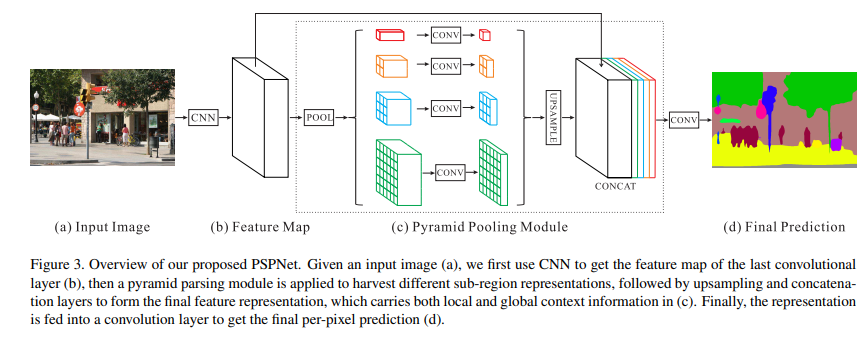 CONV
CONV
CNN
POOL
CONV
UPSAMPLE
CONV
CONV
CONCAT
(a) Input Image
(b) Feature Map
(c) Pyramid Pooling Module
(d) Final Prediction
Figure 3. Overview of our proposed PSPNet. Given an input image (a), we first use CNN to get the feature map of the last convolutional
layer (b), then a pyramid parsing module is applied to harvest different sub-region representations, followed by upsampling and concatena-
tion layers to form the final feature representation, which carries both local and global context information in (c). Finally, the representation
is fed into a convolution layer to get the final per-pixel prediction (d).